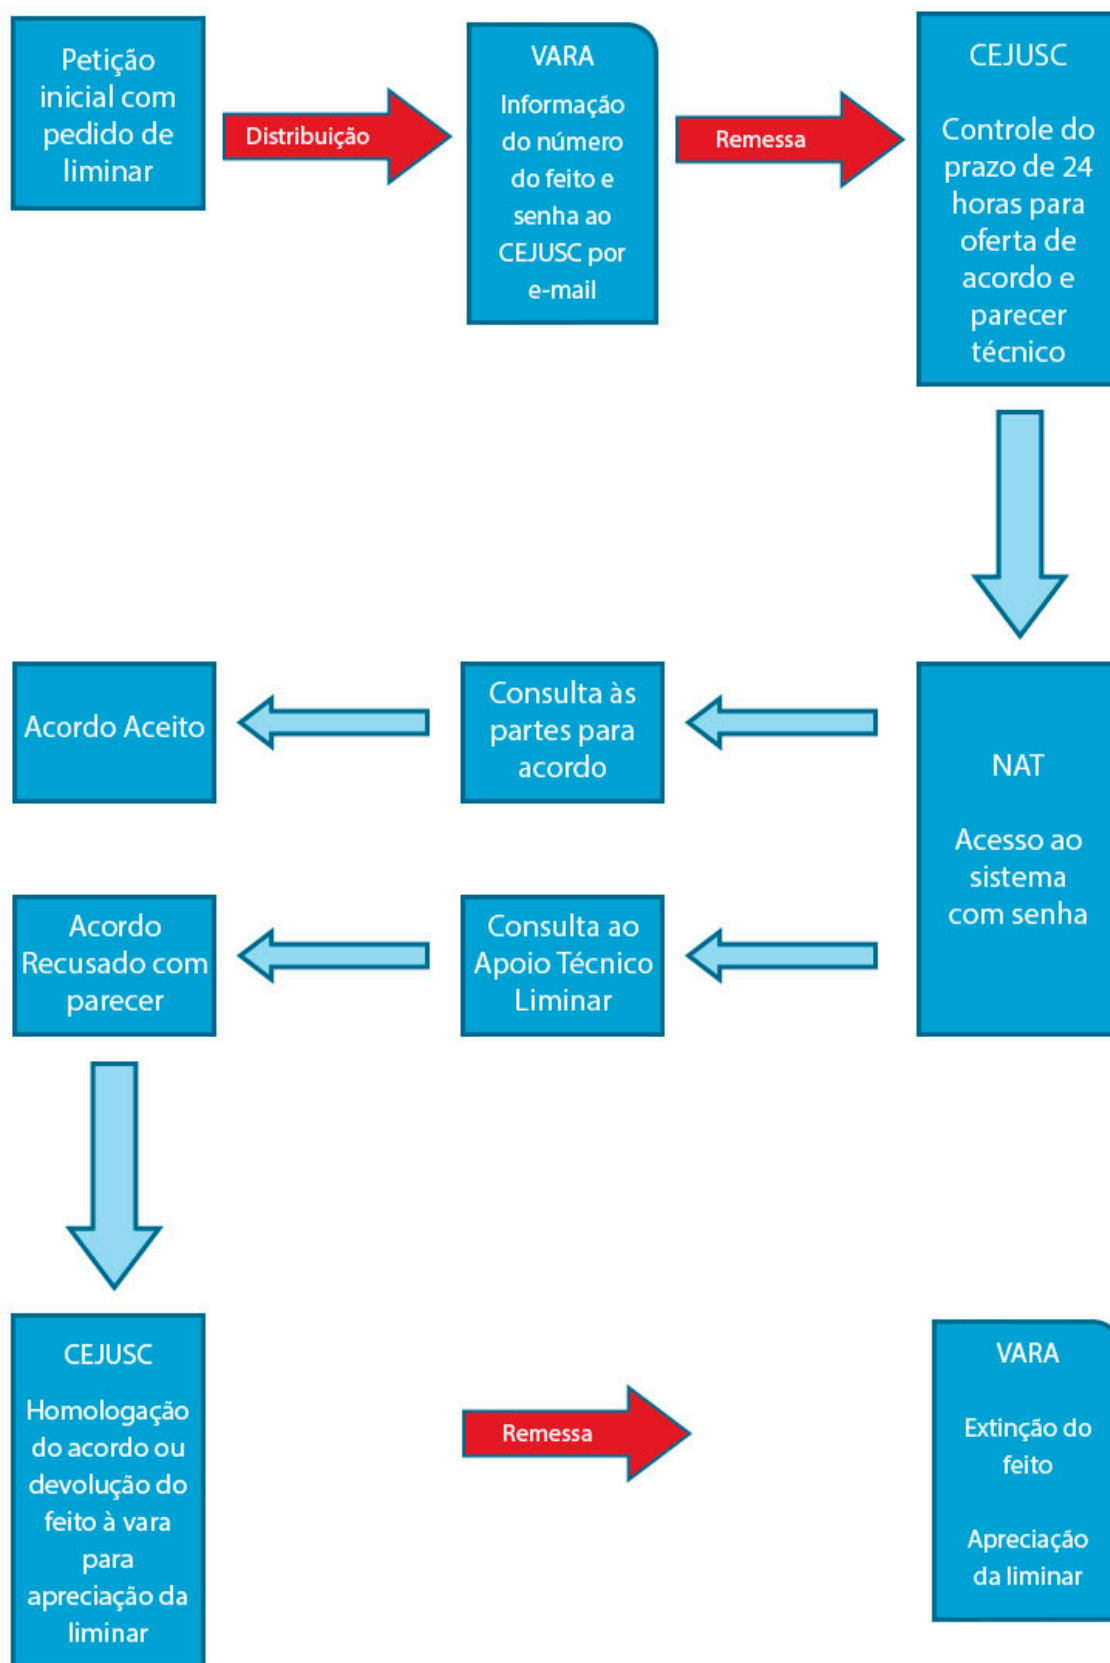 Petição
inicial com
pedido de
liminar
Distribuição
VARA
Informação
do número
do feito e
senha ao
CEJUSC por
e-mail
Remessa
CEJUSC
Controle do
prazo de 24
horas para
oferta de
acordo e
parecer
técnico
NAT
Acesso ao
sistema
com senha
Consulta às
partes para
acordo
Acordo Aceito
Consulta ao
Apoio Técnico
Liminar
Acordo
Recusado com
parecer
CEJUSC
Homologação
do acordo ou
devolução do
feito à vara
para
apreciação da
liminar
Remessa
VARA
Extinção do
feito
Apreciação
da liminar